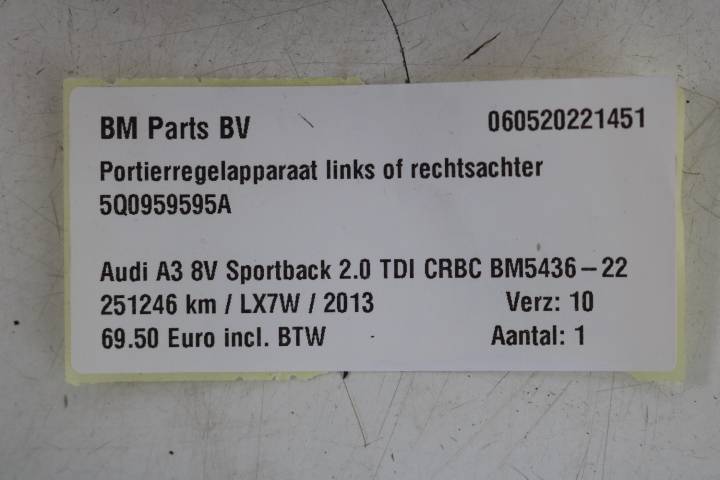 BM Parts BV 060520221451
Portierregelapparaat links of rechtsachter
5Q0959595A
Audi A3 8V Sportback 2.0 TDI CRBC BM5436-22
251246 km / LX7W / 2013 Verz: 10
69.50 Euro incl. BTW Aantal: 1